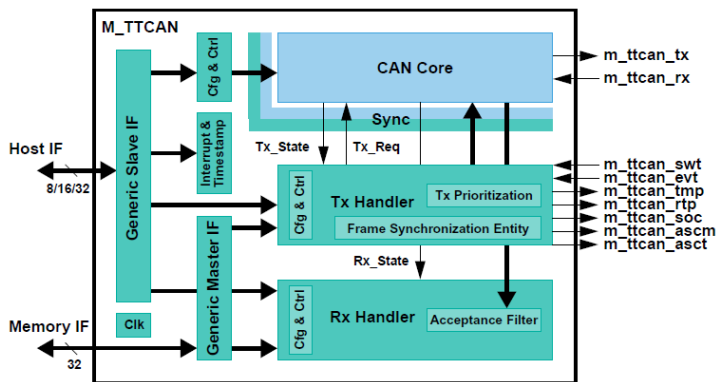 M_TTCAN
Cfg & Ctrl
CAN Core
m_ttcan_tx
m_ttcan_rx
Sync
Generic Slave IF
Interrupt &
Timestamp
Tx_State
Tx_Req
Host IF
8/16/32
Cfg & Ctrl
Tx Handler
Tx Prioritization
Frame Synchronization Entity
m_ttcan_swt
m_ttcan_evt
m_ttcan_tmp
m_ttcan_rtp
m_ttcan_soc
m_ttcan_ascm
m_ttcan_asct
Generic Master IF
Rx_State
Cfg & Ctrl
Rx Handler
Acceptance Filter
Clk
Memory IF
32